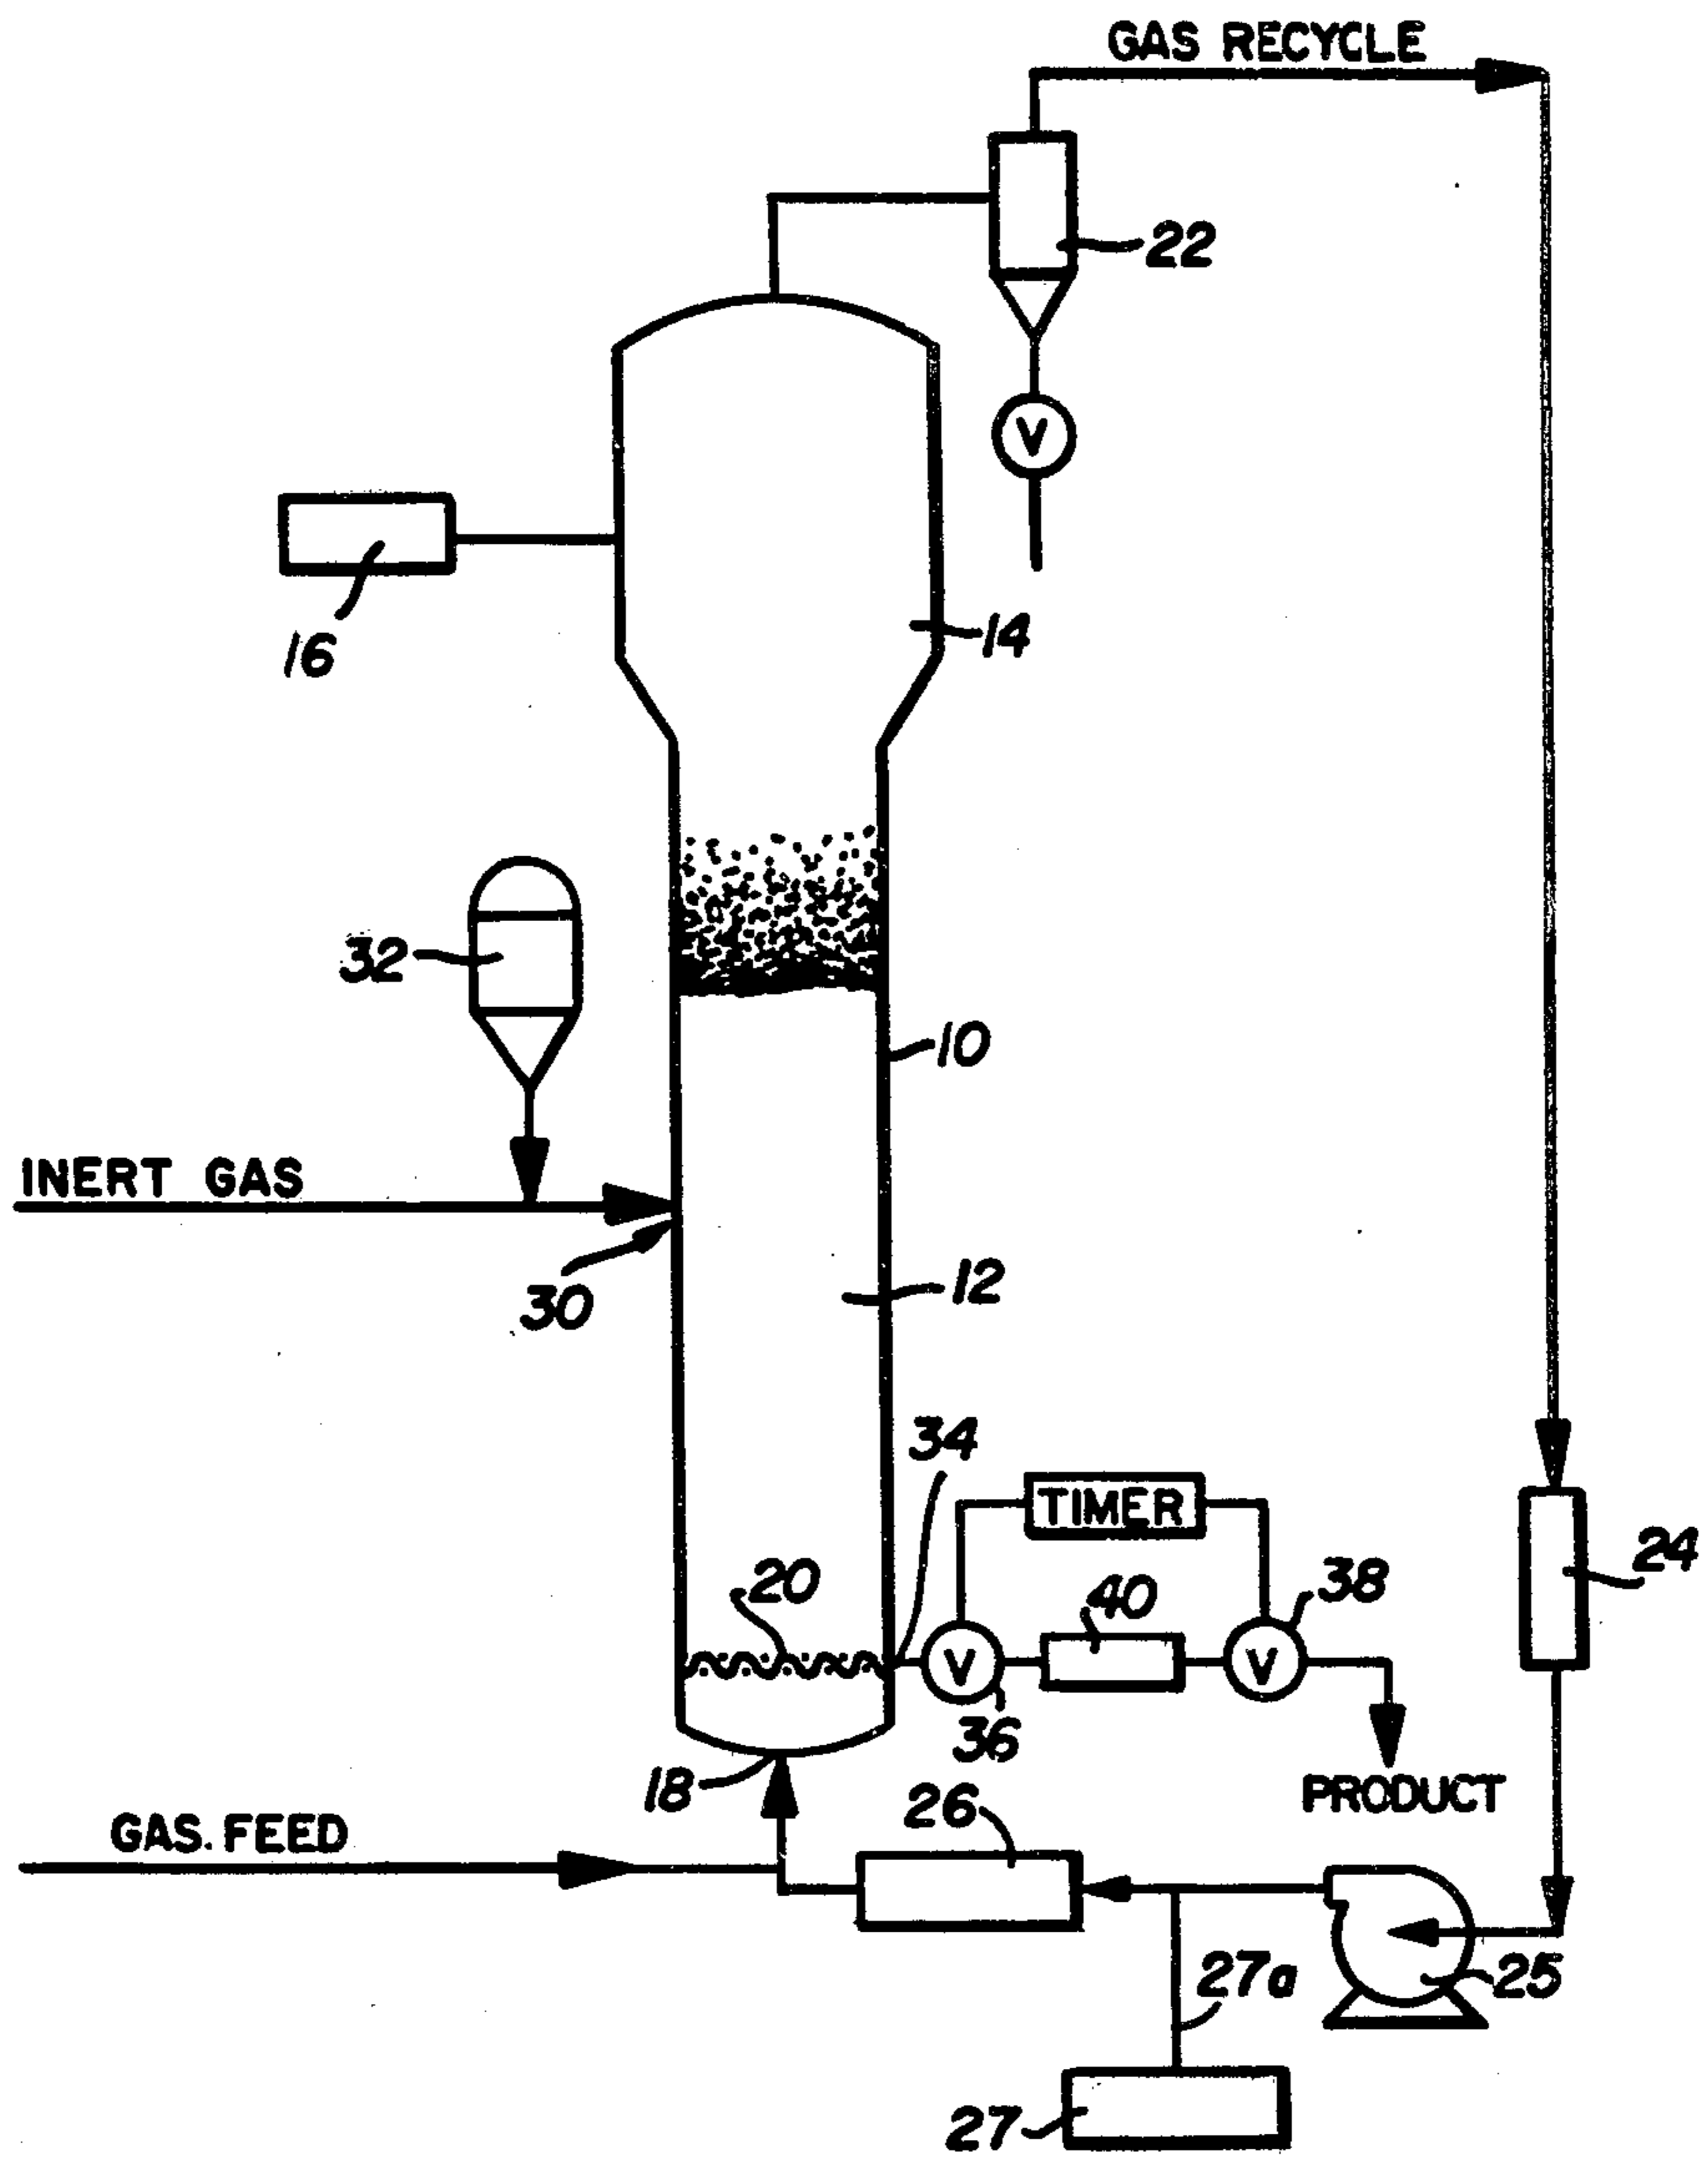 GAS RECYCLE
22
V
16
14
32
10
INERT GAS
12
30
34
TIMER
24
20
40
38
V
V
36
18
PRODUCT
26
GAS. FEED
27a
25
27